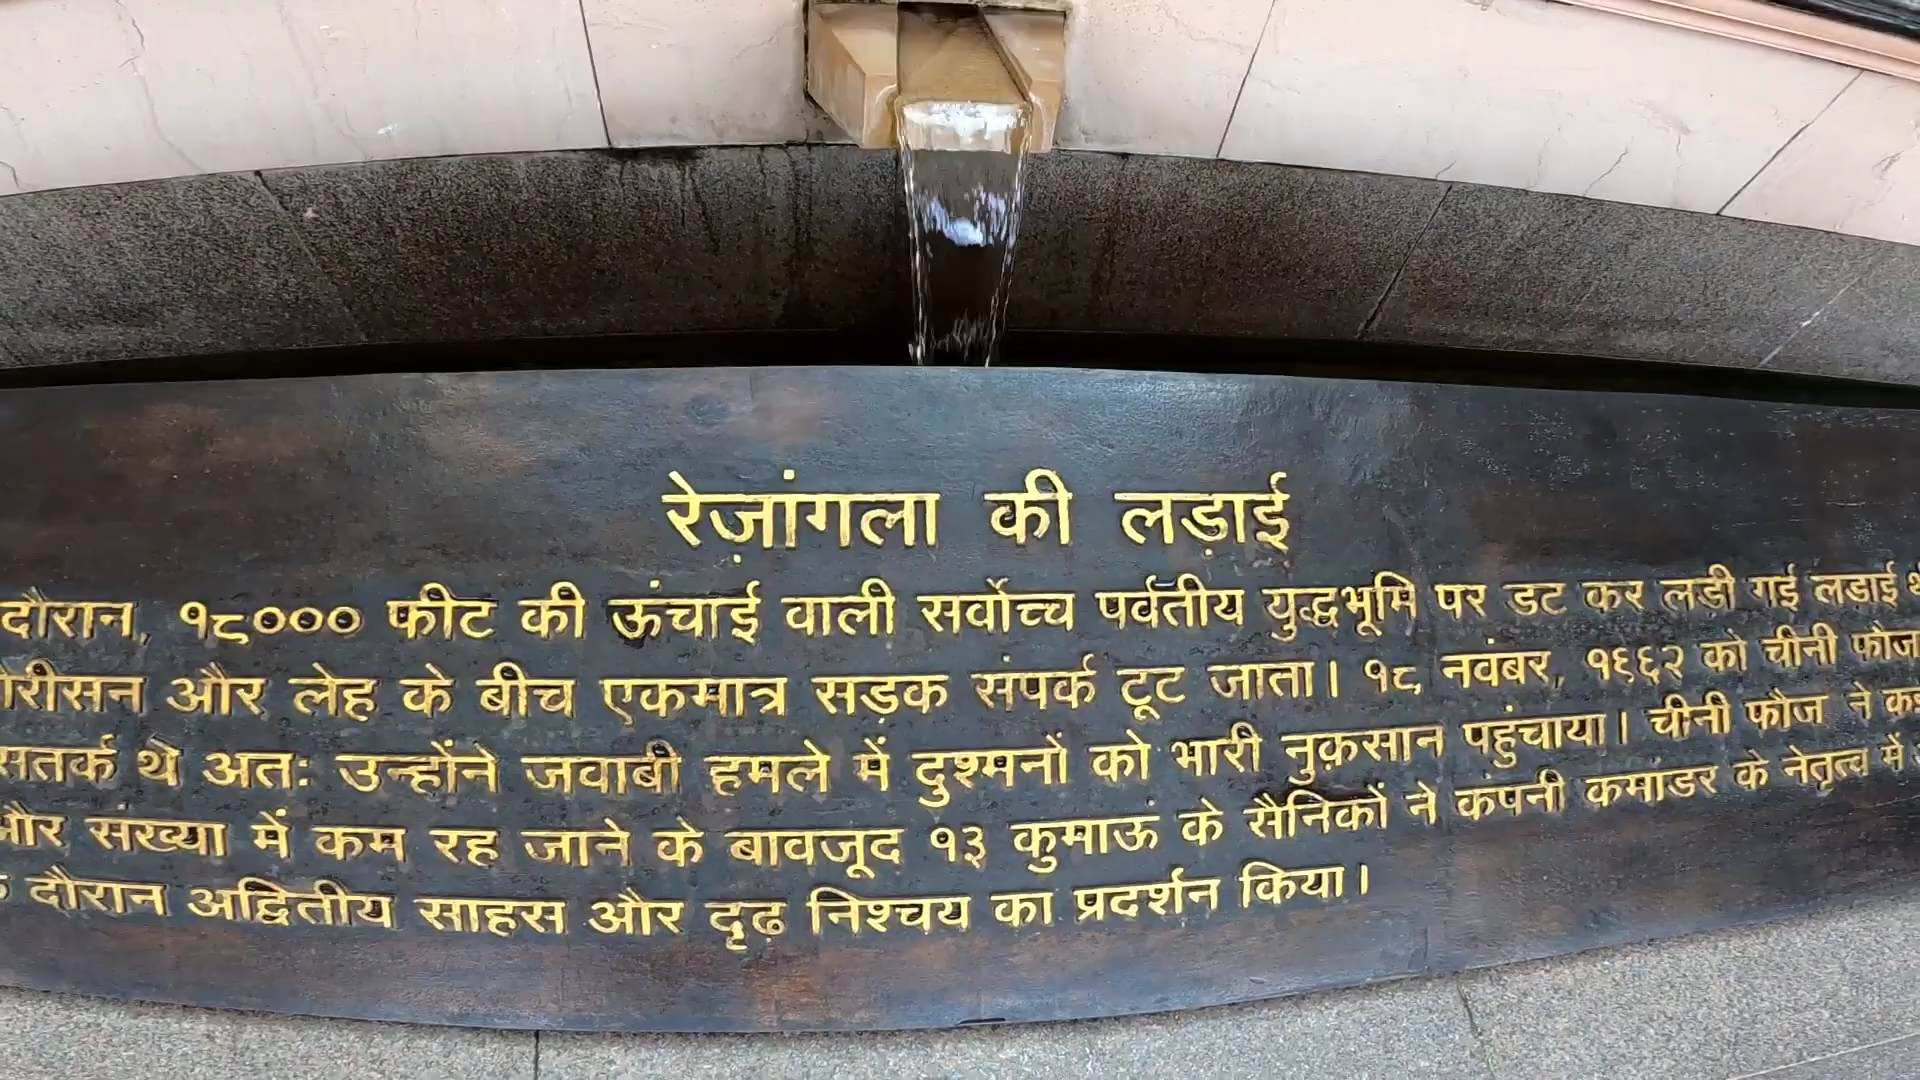 रेज़ांगला की लड़ाई
दौरान, १८००० फीट की ऊंचाई वाली सर्वोच्च पर्वतीय युद्धभूमि पर डट कर लडी गई लडाई
और लेह के बीच एकमात्र सड़क संपर्क टूट जाता। १८ नवंबर, १९६२ को चीनी फौज
सतर्क थे अतः उन्होंने जवाबी हमले में दुश्मनों को भारी नुक़सान पहुंचाया। चीनी फौज ने
और संख्या में कम रह जाने के बावजूद १३ कुमाऊं के सैनिकों ने कंपनी कमांडर के नेतृत्व में
दौरान अद्वितीय साहस और दृढ़ निश्चय का प्रदर्शन किया।